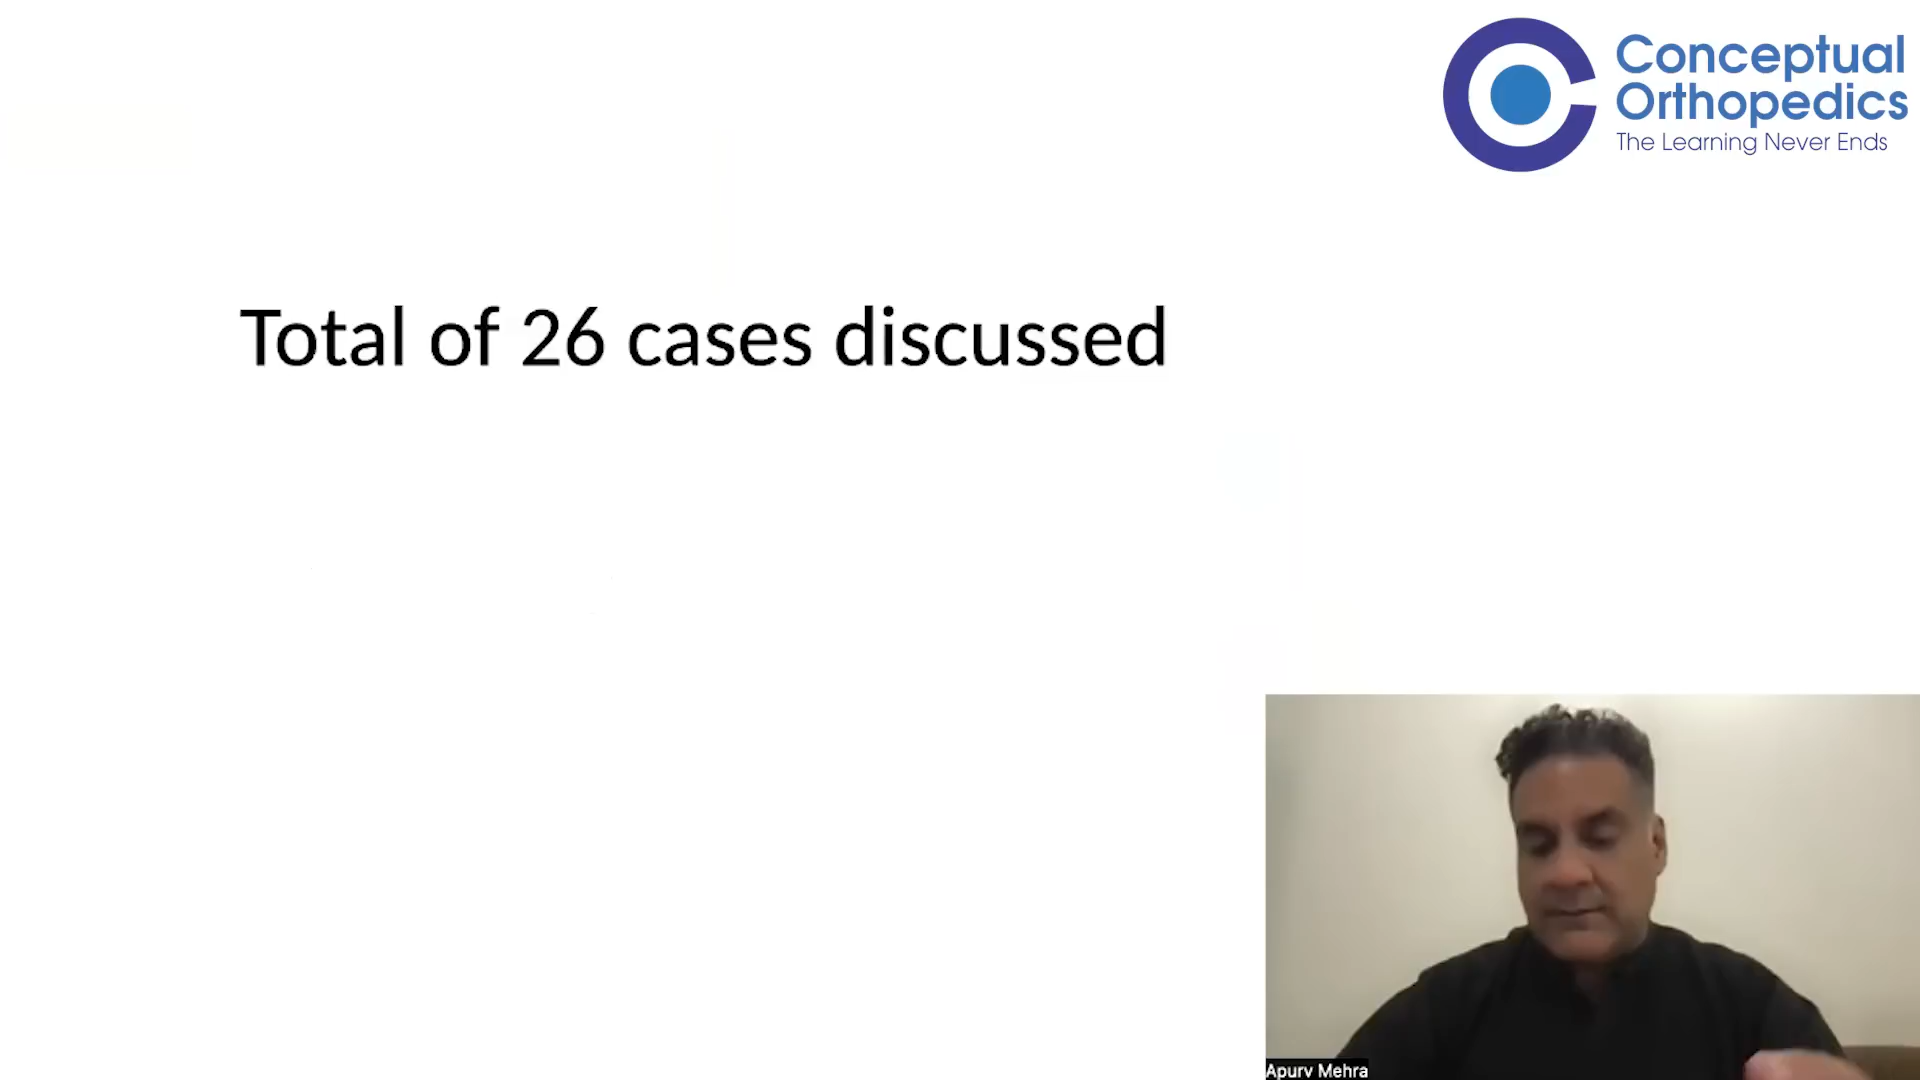 Conceptual
Orthopedics
The Learning Never Ends
Total of 26 cases discussed
Apurv Mehra